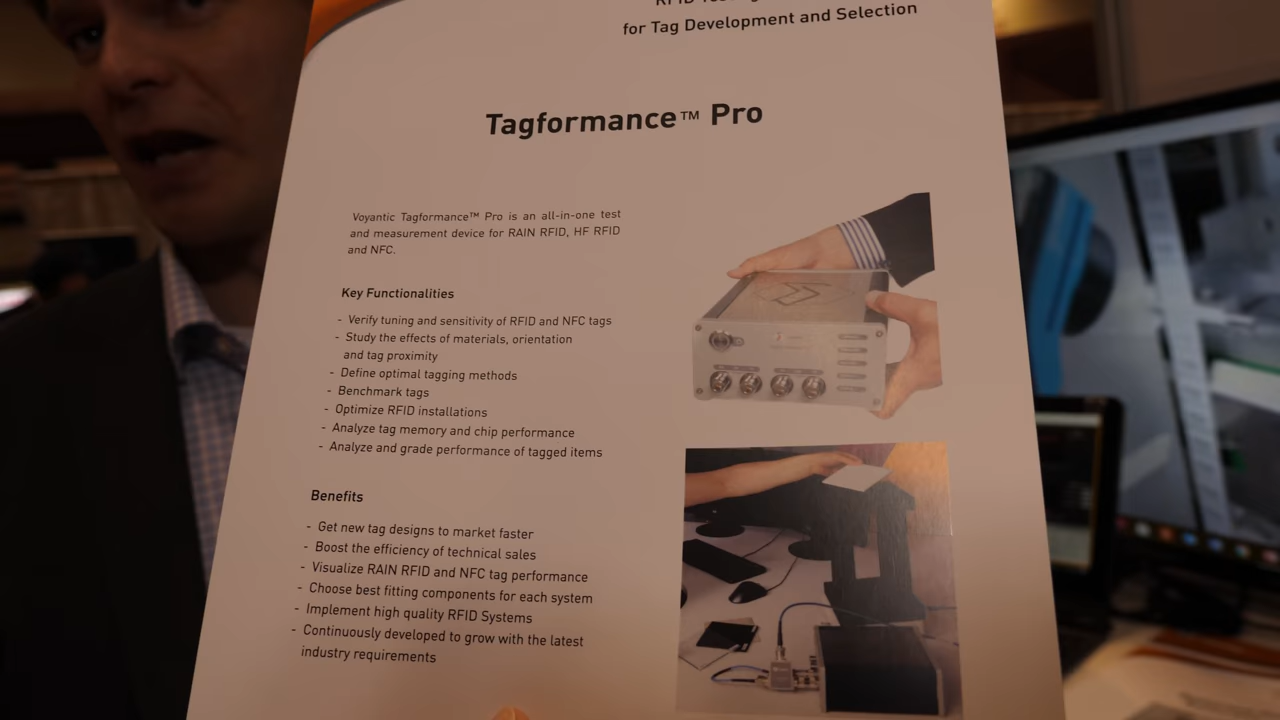 for Tag Development and Selection
Tagformance™ Pro
Voyantic Tagformance™ Pro is an all-in-one test
and measurement device for RAIN RFID, HF RFID
and NFC.
Key Functionalities
- Verify tuning and sensitivity of RFID and NFC tags
- Study the effects of materials, orientation
and tag proximity
- Define optimal tagging methods
- Benchmark tags
- Optimize RFID installations
- Analyze tag memory and chip performance
- Analyze and grade performance of tagged items
Benefits
- Get new tag designs to market faster
- Boost the efficiency of technical sales
- Visualize RAIN RFID and NFC tag performance
- Choose best fitting components for each system
- Implement high quality RFID Systems
- Continuously developed to grow with the latest
industry requirements